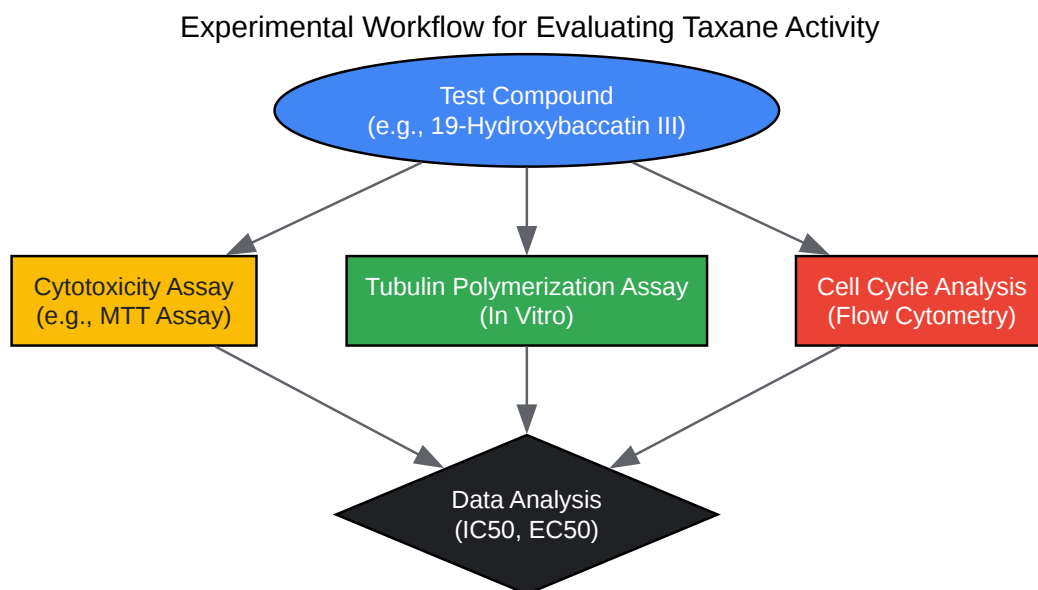 Experimental Workflow for Evaluating Taxane Activity
Test Compound
(e.g., 19-Hydroxybaccatin III)
Cytotoxicity Assay
(e.g., MTT Assay)
Tubulin Polymerization Assay
(In Vitro)
Cell Cycle Analysis
(Flow Cytometry)
Data Analysis
(IC50, EC50)